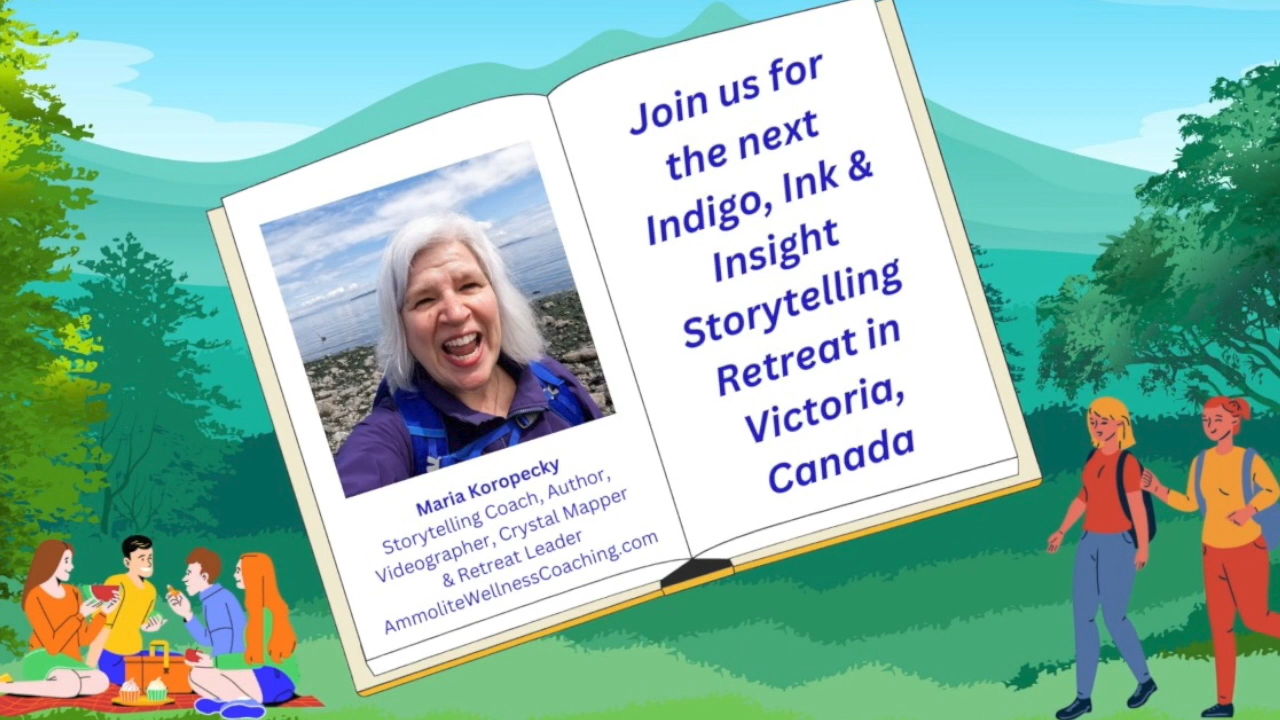 Maria Koropecky
Storytelling Coach, Author,
Videographer, Crystal Mapper
& Retreat Leader
AmmoliteWellnessCoaching.com
Join us for
the next
Indigo, Ink &
Insight
Storytelling
Retreat in
Victoria,
Canada